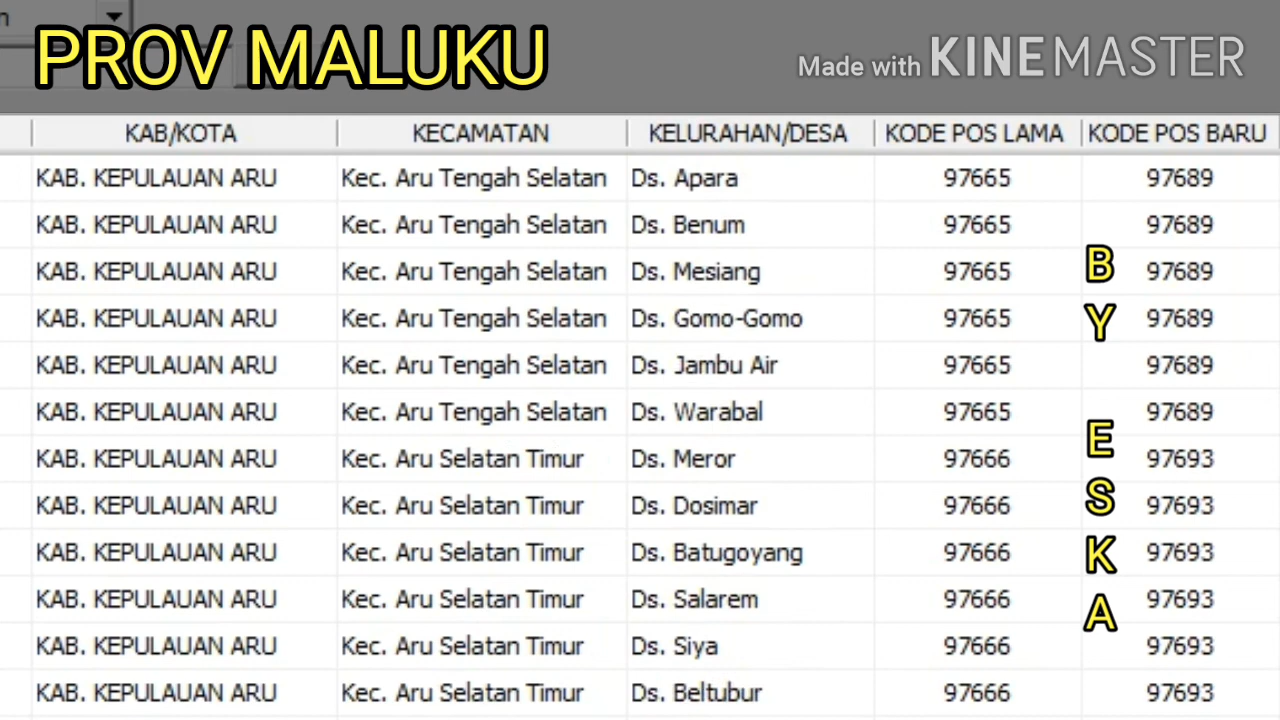 n
PROV MALUKU
Made with KINEMASTER
KAB/KOTA KECAMATAN KELURAHAN/DESA KODE POS LAMA KODE POS BARU
KAB. KEPULAUAN ARU Kec. Aru Tengah Selatan Ds. Apara 97665 97689
KAB. KEPULAUAN ARU Kec. Aru Tengah Selatan Ds. Benum 97665 97689
KAB. KEPULAUAN ARU Kec. Aru Tengah Selatan Ds. Mesiang 97665 97689
KAB. KEPULAUAN ARU Kec. Aru Tengah Selatan Ds. Gomo-Gomo 97665 97689
KAB. KEPULAUAN ARU Kec. Aru Tengah Selatan Ds. Jambu Air 97665 97689
KAB. KEPULAUAN ARU Kec. Aru Tengah Selatan Ds. Warabal 97665 97689
KAB. KEPULAUAN ARU Kec. Aru Selatan Timur Ds. Meror 97666 97693
KAB. KEPULAUAN ARU Kec. Aru Selatan Timur Ds. Dosimar 97666 97693
KAB. KEPULAUAN ARU Kec. Aru Selatan Timur Ds. Batugoyang 97666 97693
KAB. KEPULAUAN ARU Kec. Aru Selatan Timur Ds. Salarem 97666 97693
KAB. KEPULAUAN ARU Kec. Aru Selatan Timur Ds. Siya 97666 97693
KAB. KEPULAUAN ARU Kec. Aru Selatan Timur Ds. Beltubur 97666 97693
BY ESKA